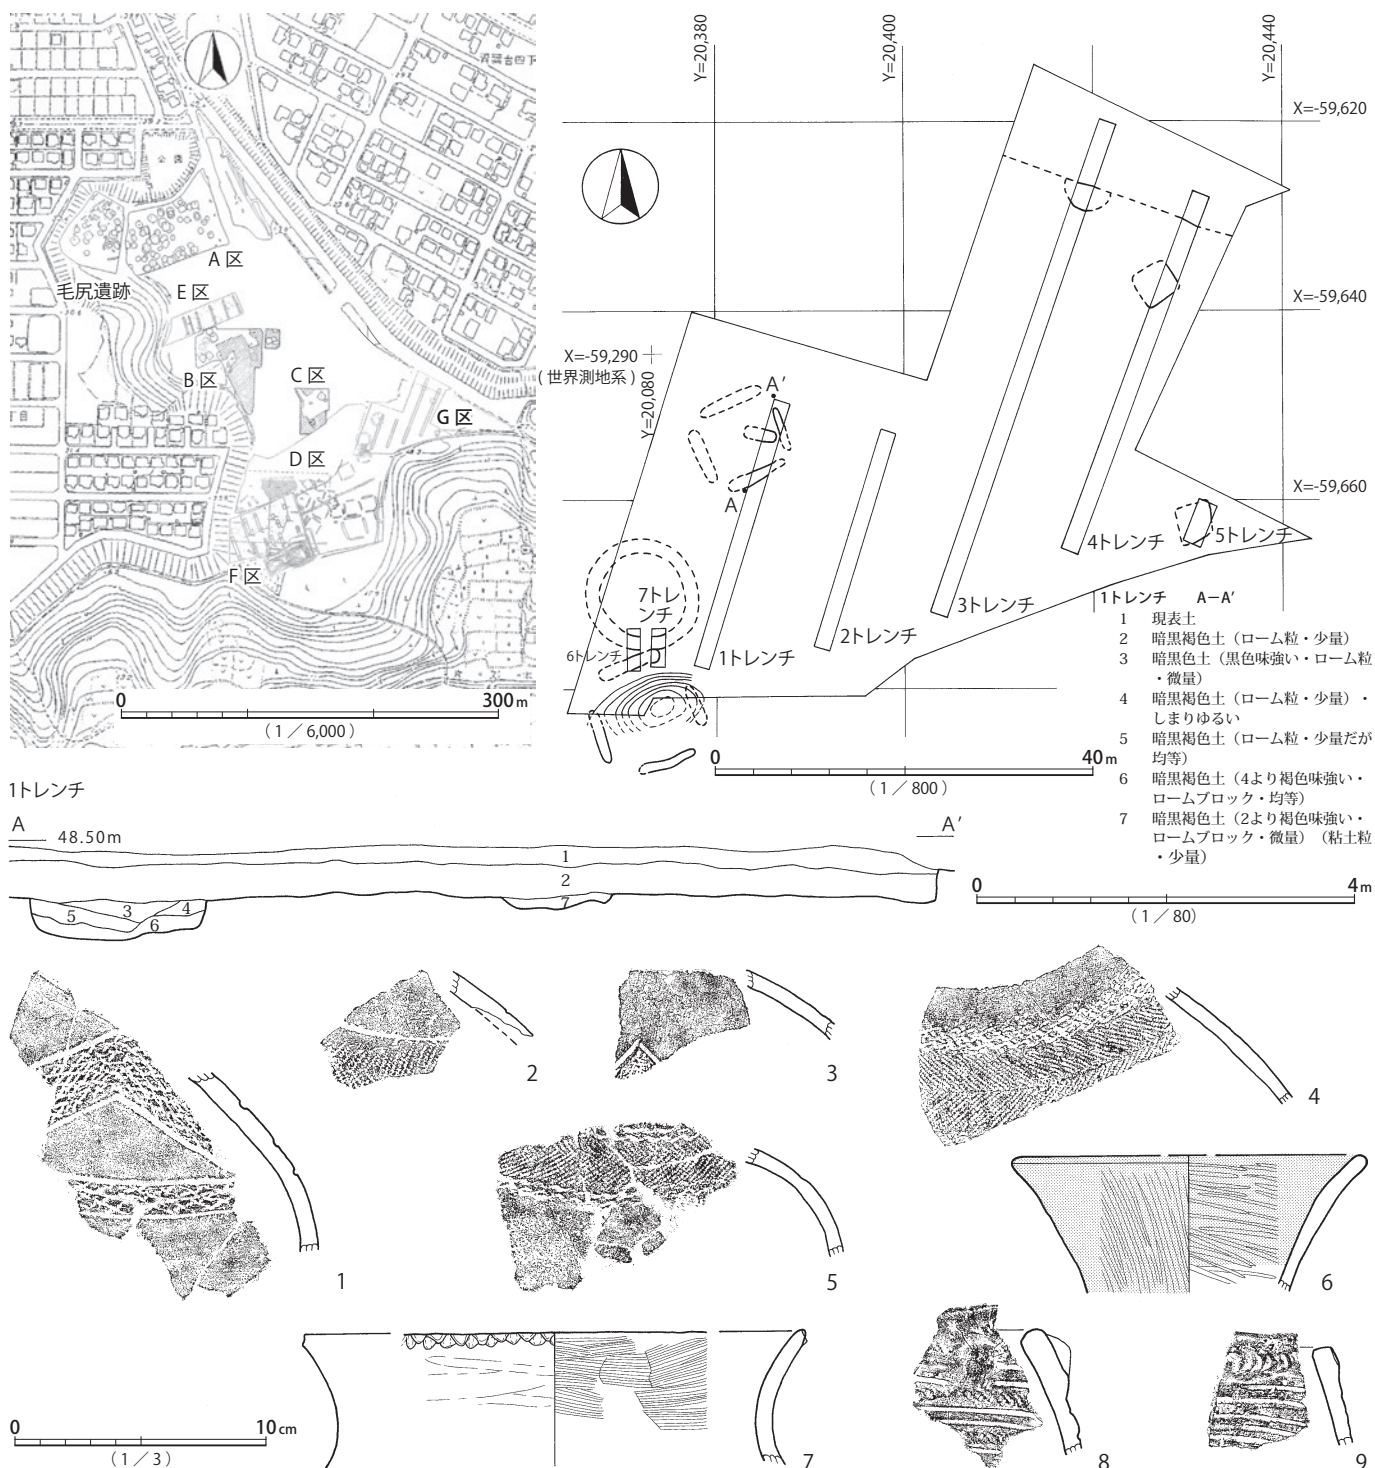 公園
A 区
毛尻遺跡
E 区
B 区
C 区
G 区
D 区
F 区
0 300m
（1／6,000）
Y=20,380
Y=20,400
Y=20,440
X=-59,620
X=-59,640
X=-59,290
（世界測地系）
Y=20,080
A′
A
X=-59,660
7トレ
ンチ
6トレンチ
1トレンチ
2トレンチ
3トレンチ
4トレンチ
5トレンチ
0 40m
（1／800）
1トレンチ A−A′
1 現表土
2 暗黒褐色土（ローム粒・少量）
3 暗黒色土（黒色味強い・ローム粒
・微量）
4 暗黒褐色土（ローム粒・少量）・
しまりゆるい
5 暗黒褐色土（ローム粒・少量だが
均等）
6 暗黒褐色土（4より褐色味強い・
ロームブロック・均等）
7 暗黒褐色土（2より褐色味強い・
ロームブロック・微量）（粘土粒
・少量）
1トレンチ
A A′
48.50m
1
2
3
4
5
6
7
0 4m
（1／80）
1
2
3
4
5
6
7
8
9
0 10cm
（1／3）